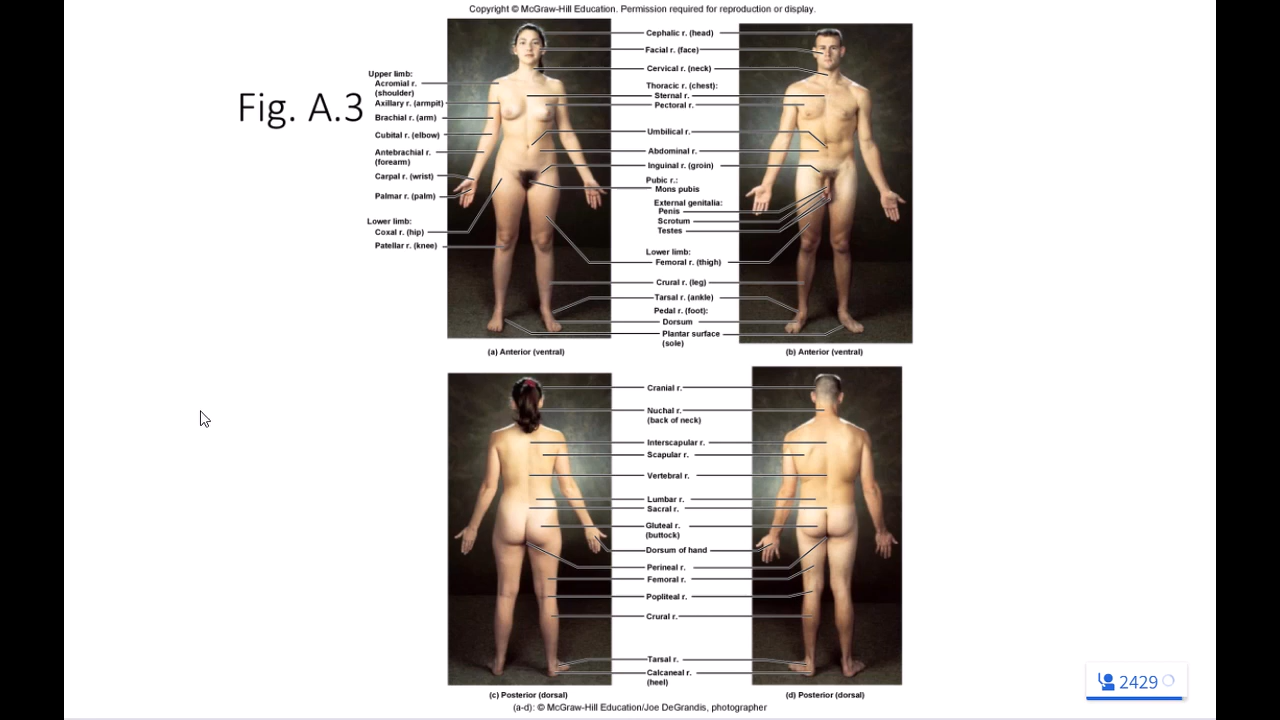 Copyright © McGraw-Hill Education. Permission required for reproduction or display.
Fig. A.3
Upper limb:
Acromial r.
(shoulder)
Axillary r. (armpit)
Brachial r. (arm)
Cubital r. (elbow)
Antebrachial r.
(forearm)
Carpal r. (wrist)
Palmar r. (palm)
Lower limb:
Coxal r. (hip)
Patellar r. (knee)
Cephalic r. (head)
Facial r. (face)
Cervical r. (neck)
Thoracic r. (chest):
Sternal r.
Pectoral r.
Umbilical r.
Abdominal r.
Inguinal r. (groin)
Pubic r.:
Mons pubis
External genitalia:
Penis
Scrotum
Testes
Lower limb:
Femoral r. (thigh)
Crural r. (leg)
Tarsal r. (ankle)
Pedal r. (foot):
Dorsum
Plantar surface
(sole)
(a) Anterior (ventral)
(b) Anterior (ventral)
Cranial r.
Nuchal r.
(back of neck)
Interscapular r.
Scapular r.
Vertebral r.
Lumbar r.
Sacral r.
Gluteal r.
(buttock)
Dorsum of hand
Perineal r.
Femoral r.
Popliteal r.
Crural r.
Tarsal r.
Calcaneal r.
(heel)
(c) Posterior (dorsal)
(d) Posterior (dorsal)
(a-d): © McGraw-Hill Education/Joe DeGrandis, photographer
2429